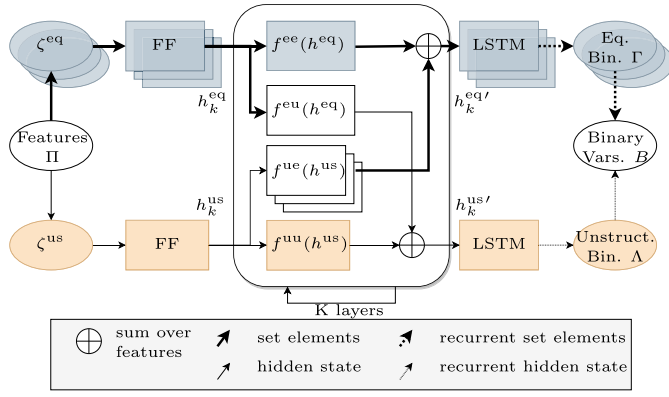 ζ^eq
FF
f^ee(h^eq)
LSTM
Eq.
Bin. Γ
h_k^eq
h_k^eq′
f^eu(h^eq)
Features
Π
Binary
Vars. B
f^ue(h^us)
h_k^us
h_k^us′
ζ^us
FF
f^uu(h^us)
LSTM
Unstruct.
Bin. Λ
K layers
sum over
features
set elements
hidden state
recurrent set elements
recurrent hidden state